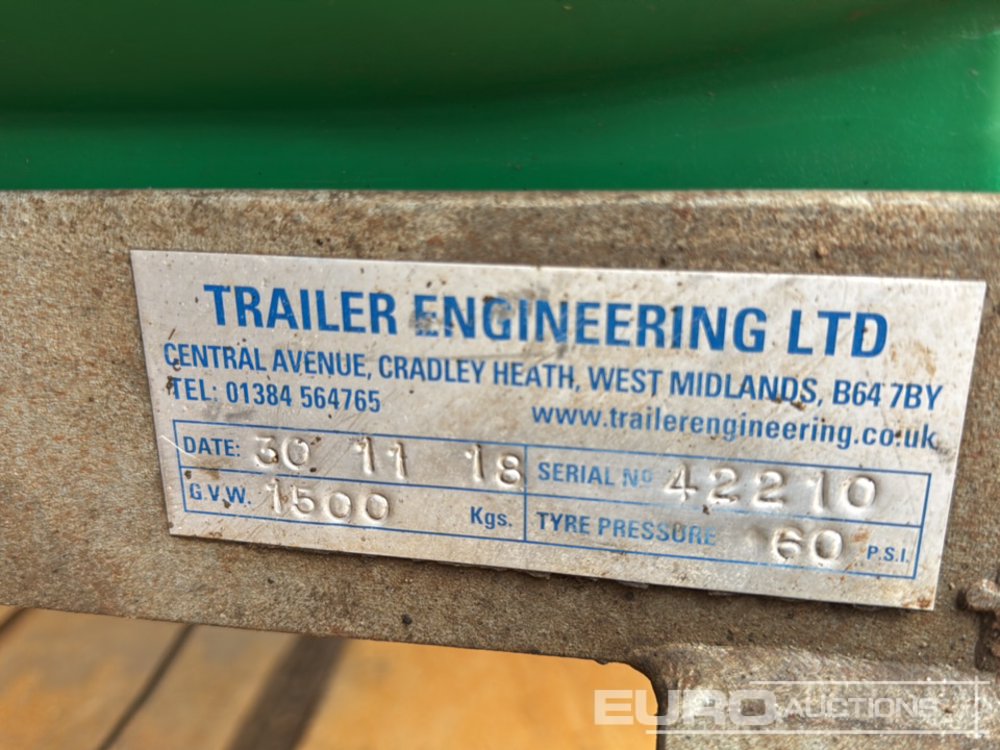 TRAILER ENGINEERING LTD
CENTRAL AVENUE, CRADLEY HEATH, WEST MIDLANDS, B64 7BY
TEL: 01384 564765 www.trailerengineering.co.uk
DATE: 30 11 18 SERIAL No 42210
G.V.W. 1500 Kgs. TYRE PRESSURE 60 P.S.I.
EURO AUCTIONS